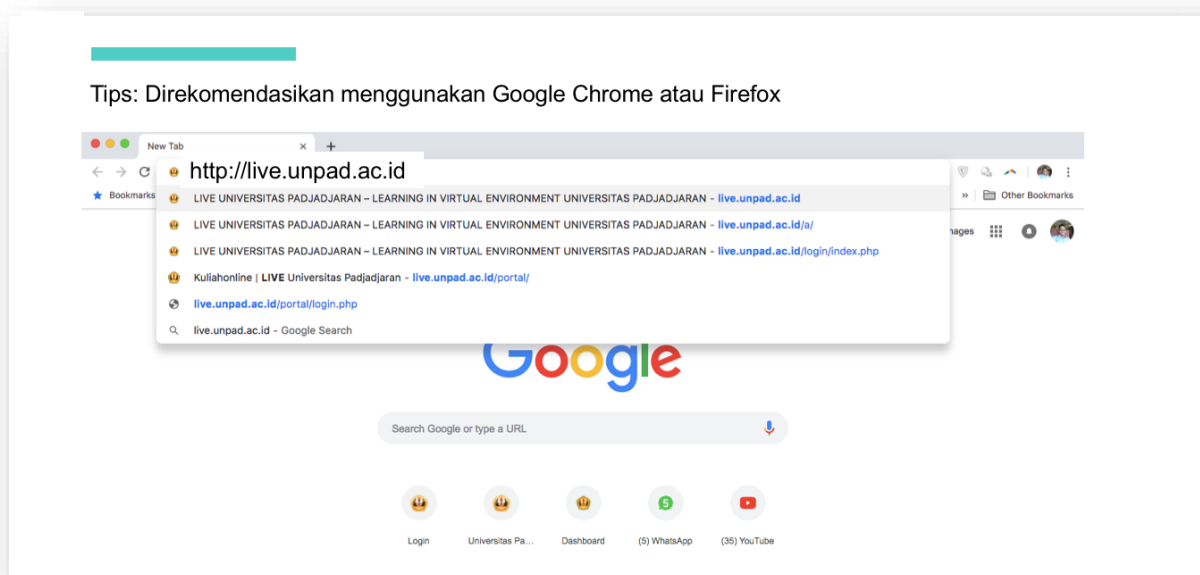 Tips: Direkomendasikan menggunakan Google Chrome atau Firefox
New Tab
http://live.unpad.ac.id
Bookmarks
LIVE UNIVERSITAS PADJADJARAN – LEARNING IN VIRTUAL ENVIRONMENT UNIVERSITAS PADJADJARAN - live.unpad.ac.id
Other Bookmarks
LIVE UNIVERSITAS PADJADJARAN – LEARNING IN VIRTUAL ENVIRONMENT UNIVERSITAS PADJADJARAN - live.unpad.ac.id/a/
LIVE UNIVERSITAS PADJADJARAN – LEARNING IN VIRTUAL ENVIRONMENT UNIVERSITAS PADJADJARAN - live.unpad.ac.id/login/index.php
Kuliahonline | LIVE Universitas Padjadjaran - live.unpad.ac.id/portal/
live.unpad.ac.id/portal/login.php
live.unpad.ac.id - Google Search
Google
Search Google or type a URL
Login
Universitas Pa...
Dashboard
(5) WhatsApp
(35) YouTube